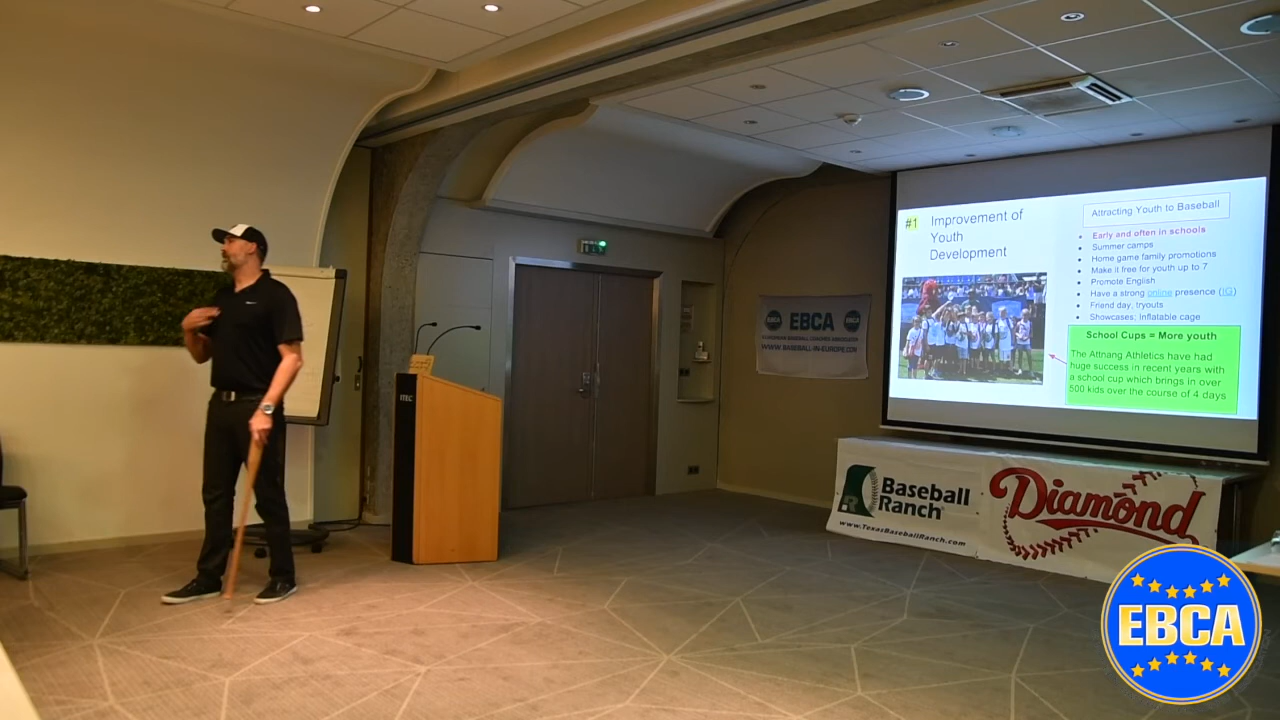 #1 Improvement of
Youth
Development
Attracting Youth to Baseball
Early and often in schools
Summer camps
Home game family promotions
Make it free for youth up to 7
Promote English
Have a strong online presence (IG)
Friend day, tryouts
Showcases; Inflatable cage
School Cups = More youth
The Attnang Athletics have had
huge success in recent years with
a school cup which brings in over
500 kids over the course of 4 days
EBCA
EUROPEAN BASEBALL COACHES ASSOCIATION
WWW.BASEBALL-IN-EUROPE.COM
R Baseball
Ranch
www.TexasBaseballRanch.com
Diamond
EBCA